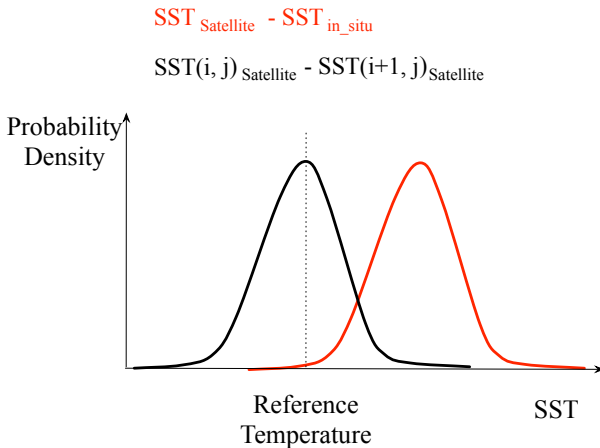 SST Satellite - SST in_situ
SST(i, j) Satellite - SST(i+1, j) Satellite
Probability
Density
Reference
Temperature
SST